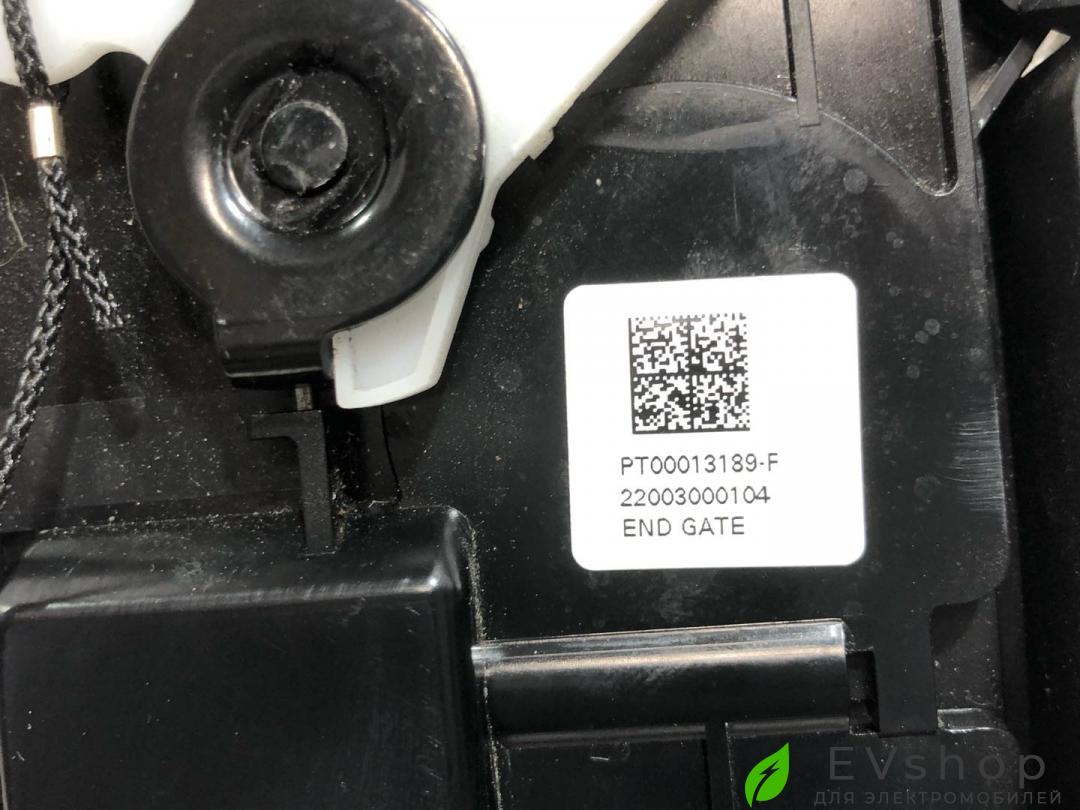 PT00013189-F
22003000104
END GATE
EVshop
ДЛЯ ЭЛЕКТРОМОБИЛЕЙ